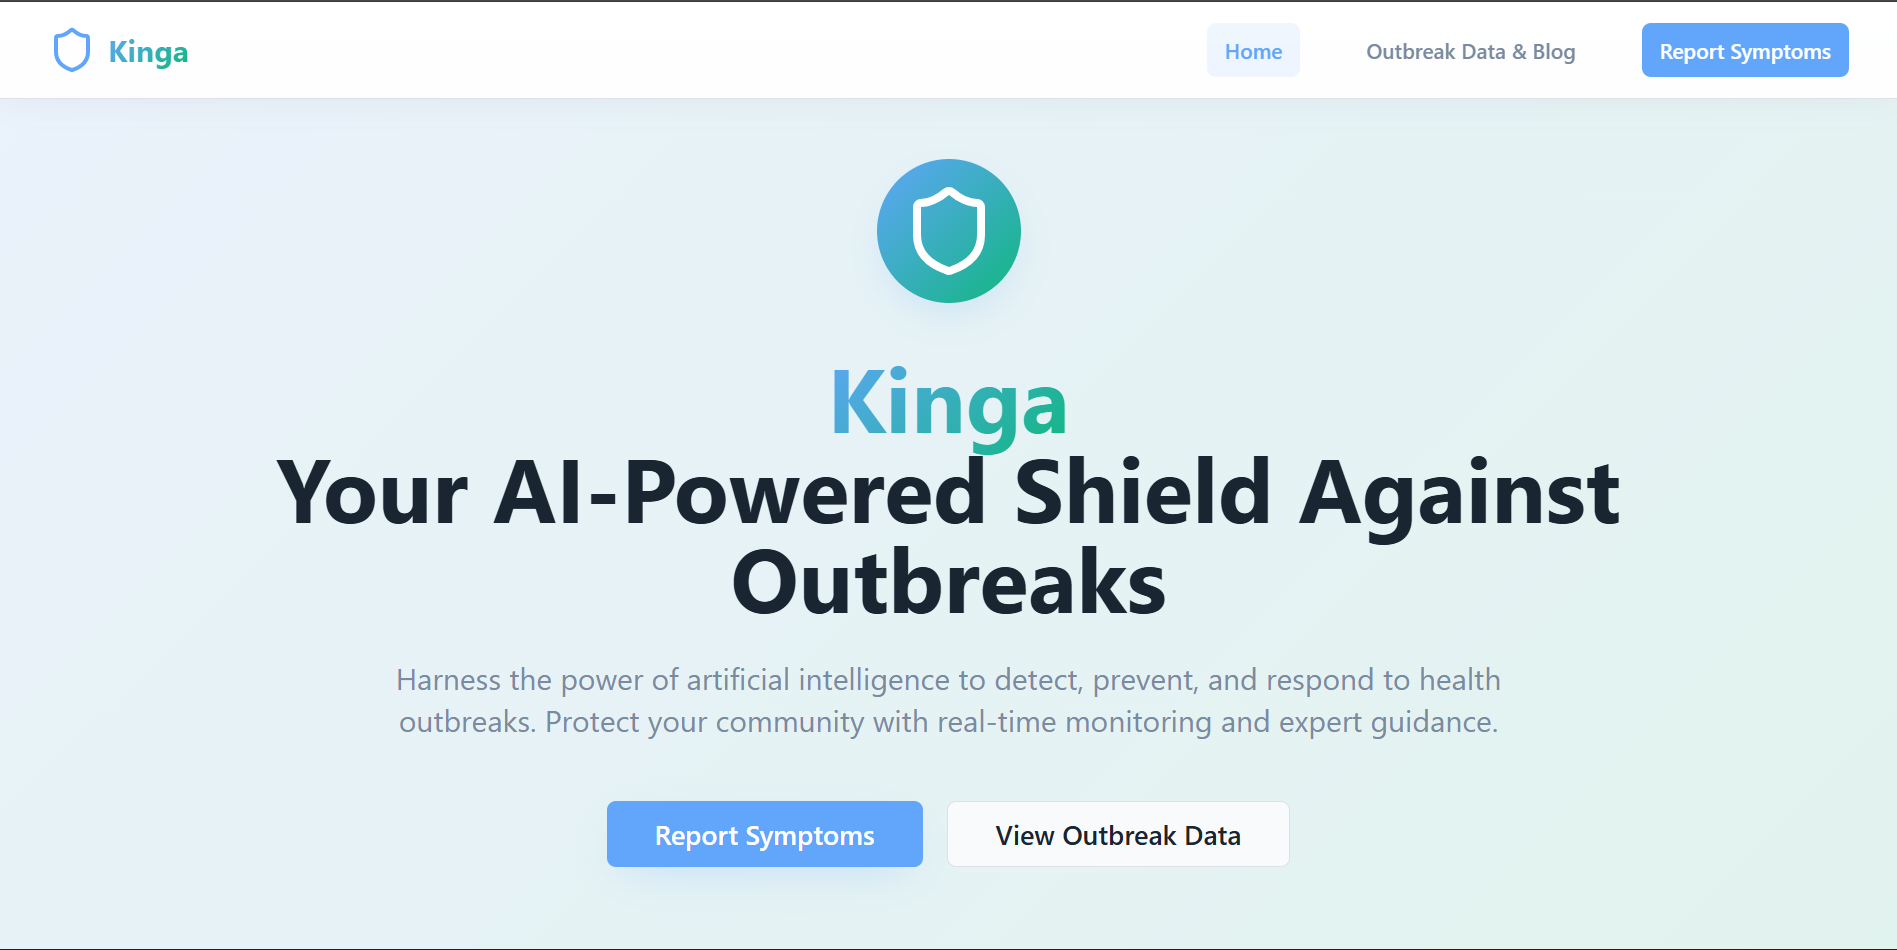 Kinga
Home
Outbreak Data & Blog
Report Symptoms
Kinga
Your AI-Powered Shield Against
Outbreaks
Harness the power of artificial intelligence to detect, prevent, and respond to health
outbreaks. Protect your community with real-time monitoring and expert guidance.
Report Symptoms
View Outbreak Data